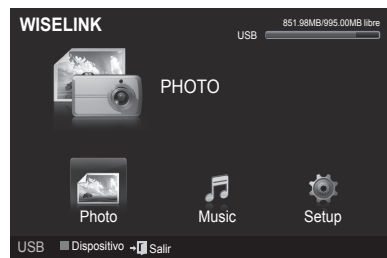 WISELINK
851.98MB/995.00MB libre
USB
PHOTO
Photo Music Setup
USB Dispositivo Salir